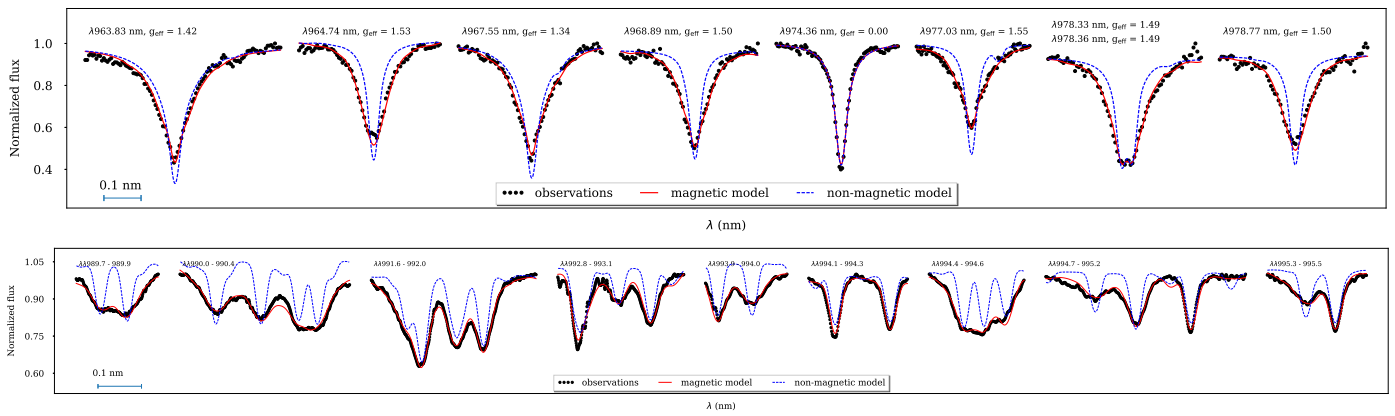 λ963.83 nm, g_eff = 1.42
λ964.74 nm, g_eff = 1.53
λ967.55 nm, g_eff = 1.34
λ968.89 nm, g_eff = 1.50
λ974.36 nm, g_eff = 0.00
λ977.03 nm, g_eff = 1.55
λ978.33 nm, g_eff = 1.49
λ978.36 nm, g_eff = 1.49
λ978.77 nm, g_eff = 1.50
1.0
0.8
0.6
0.4
Normalized flux
0.1 nm
observations
magnetic model
non-magnetic model
λ (nm)
λλ989.7 - 989.9
λλ990.0 - 990.4
λλ991.6 - 992.0
λλ992.8 - 993.1
λλ993.9 - 994.0
λλ994.1 - 994.3
λλ994.4 - 994.6
λλ994.7 - 995.2
λλ995.3 - 995.5
1.05
0.90
0.75
0.60
Normalized flux
0.1 nm
observations
magnetic model
non-magnetic model
λ (nm)